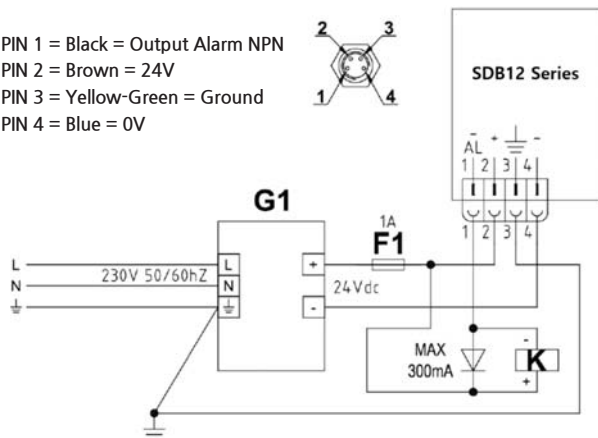 PIN 1 = Black = Output Alarm NPN
PIN 2 = Brown = 24V
PIN 3 = Yellow-Green = Ground
PIN 4 = Blue = 0V
2 3
1 4
SDB12 Series
- + -
AL
1 2 3 4
1 2 3 4
G1
1A
F1
L L +
230V 50/60hZ
N N
24Vdc
-
MAX
300mA
-
K
+